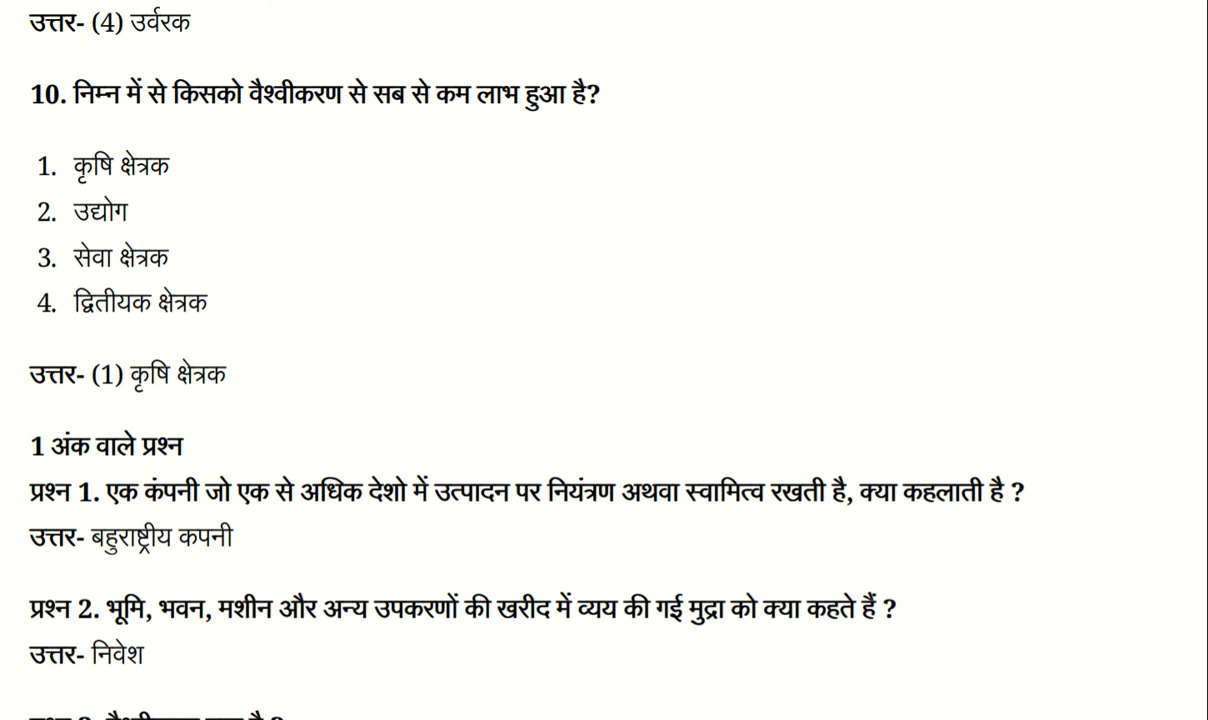 उत्तर- (4) उर्वरक
10. निम्न में से किसको वैश्वीकरण से सब से कम लाभ हुआ है?
1. कृषि क्षेत्रक
2. उद्योग
3. सेवा क्षेत्रक
4. द्वितीयक क्षेत्रक
उत्तर- (1) कृषि क्षेत्रक
1 अंक वाले प्रश्न
प्रश्न 1. एक कंपनी जो एक से अधिक देशो में उत्पादन पर नियंत्रण अथवा स्वामित्व रखती है, क्या कहलाती है ?
उत्तर- बहुराष्ट्रीय कपनी
प्रश्न 2. भूमि, भवन, मशीन और अन्य उपकरणों की खरीद में व्यय की गई मुद्रा को क्या कहते हैं ?
उत्तर- निवेश